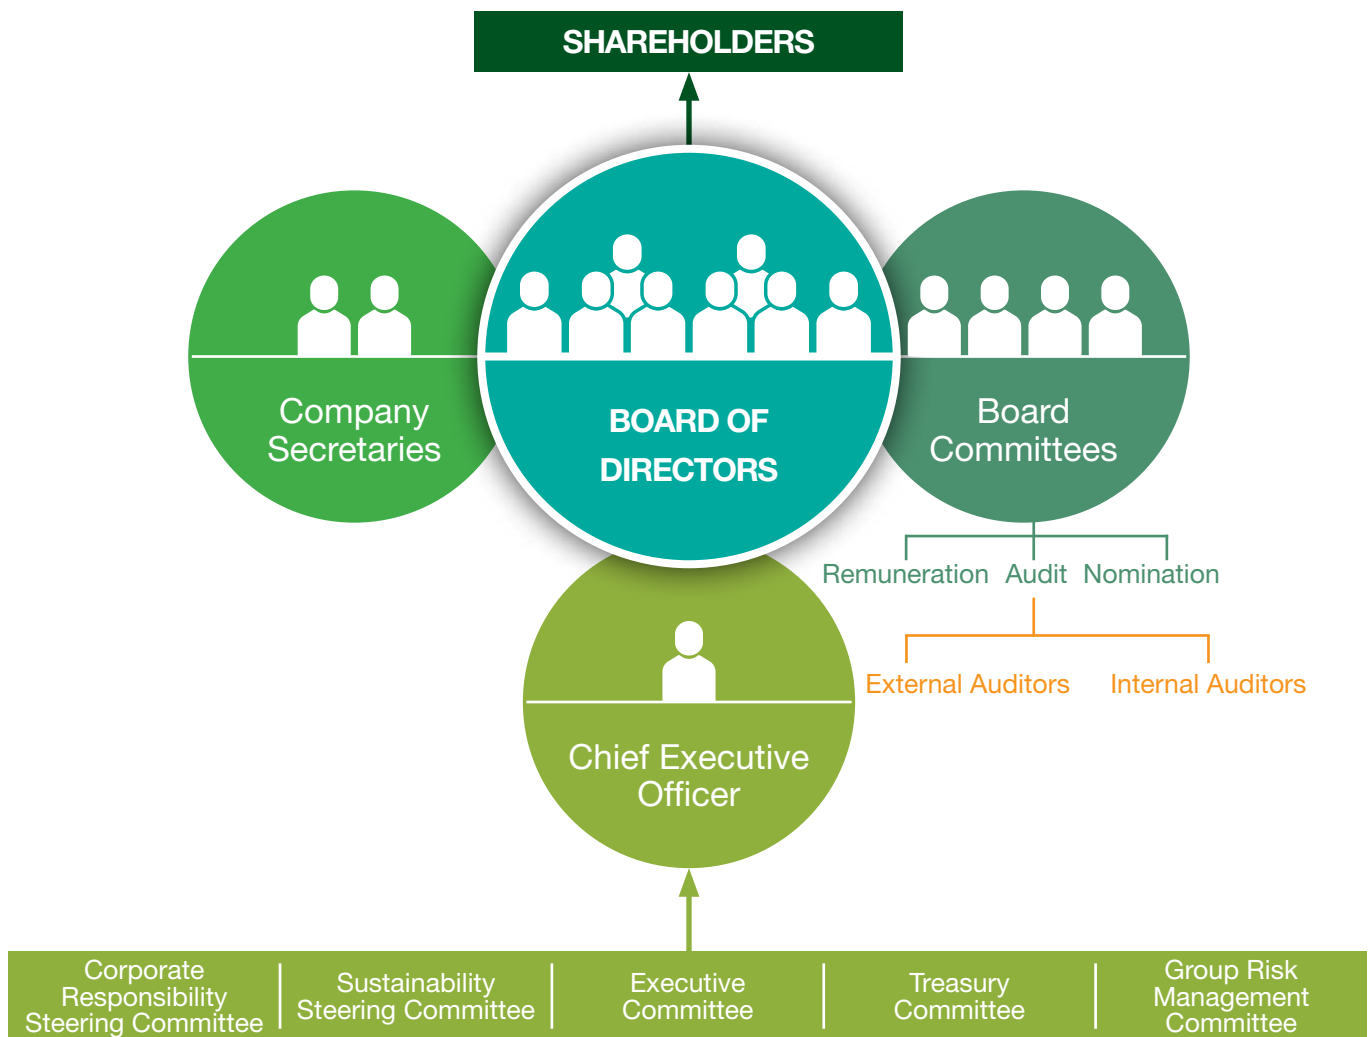 SHAREHOLDERS
Company
Secretaries
BOARD OF
DIRECTORS
Board
Committees
Remuneration Audit Nomination
External Auditors Internal Auditors
Chief Executive
Officer
Corporate
Responsibility
Steering Committee
Sustainability
Steering Committee
Executive
Committee
Treasury
Committee
Group Risk
Management
Committee